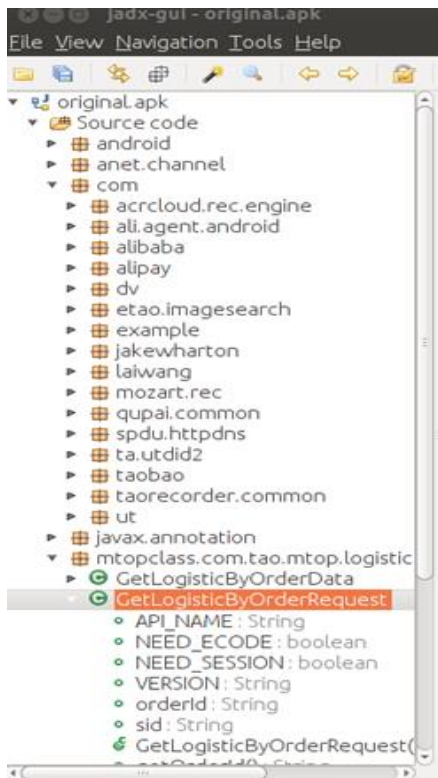 jadx-gui - original.apk
File View Navigation Tools Help
original.apk
Source code
android
anet.channel
com
acrcloud.rec.engine
ali.agent.android
alibaba
alipay
dv
etao.imagesearch
example
jakewharton
laiwang
mozart.rec
qupai.common
spdu.httpdns
ta.utdid2
taobao
taorecorder.common
ut
javax.annotation
mtopclass.com.tao.mtop.logistic
GetLogisticByOrderData
GetLogisticByOrderRequest
API_NAME : String
NEED_ECODE : boolean
NEED_SESSION : boolean
VERSION : String
orderId : String
sid : String
GetLogisticByOrderRequest(